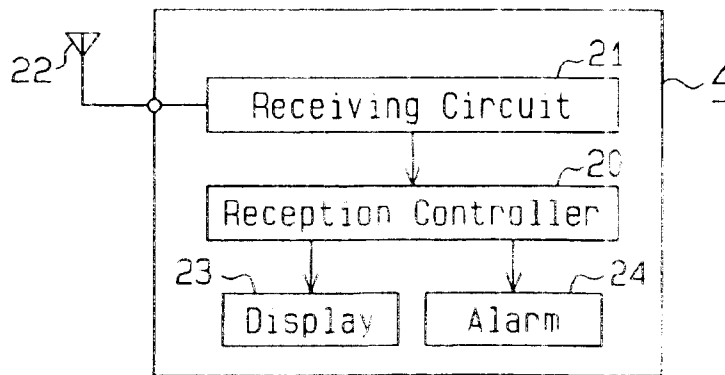 21
22
4
Receiving Circuit
20
Reception Controller
23
24
Display
Alarm